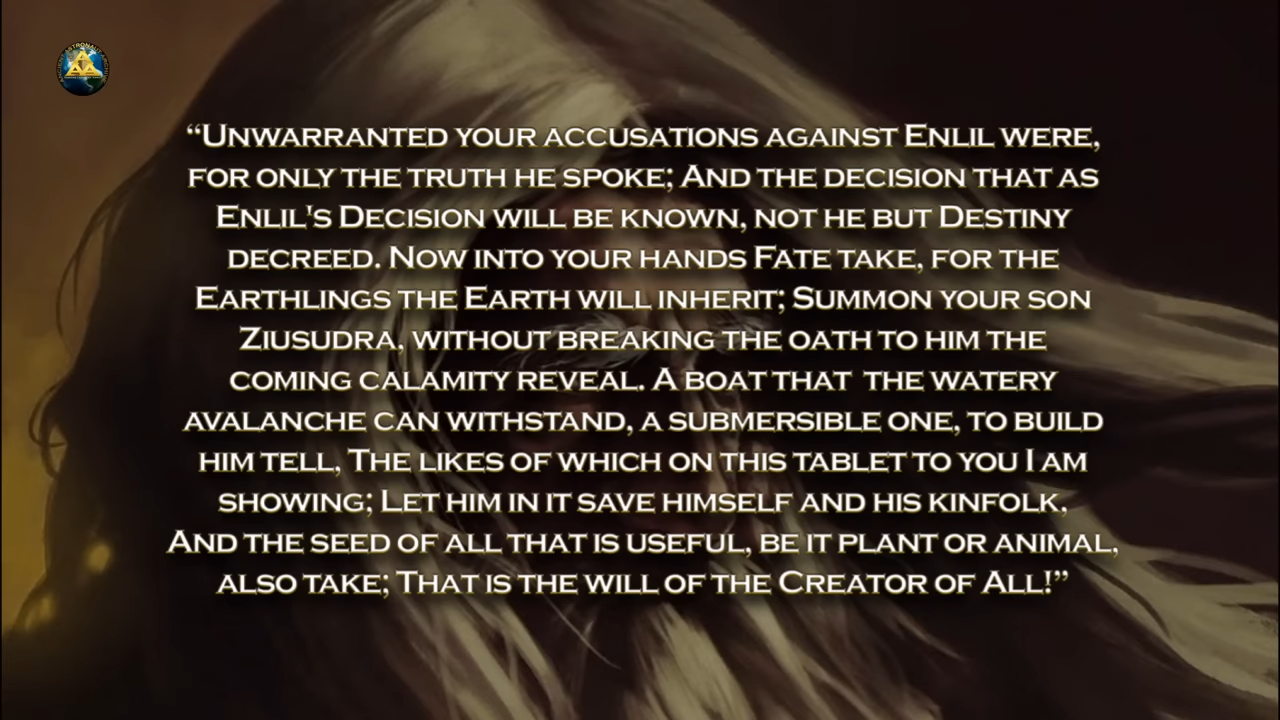 “Unwarranted your accusations against Enlil were,
for only the truth he spoke; And the decision that as
Enlil's Decision will be known, not he but Destiny
decreed. Now into your hands Fate take, for the
Earthlings the Earth will inherit; Summon your son
Ziusudra, without breaking the oath to him the
coming calamity reveal. A boat that the watery
avalanche can withstand, a submersible one, to build
him tell, The likes of which on this tablet to you I am
showing; Let him in it save himself and his kinfolk,
And the seed of all that is useful, be it plant or animal,
also take; That is the will of the Creator of All!”